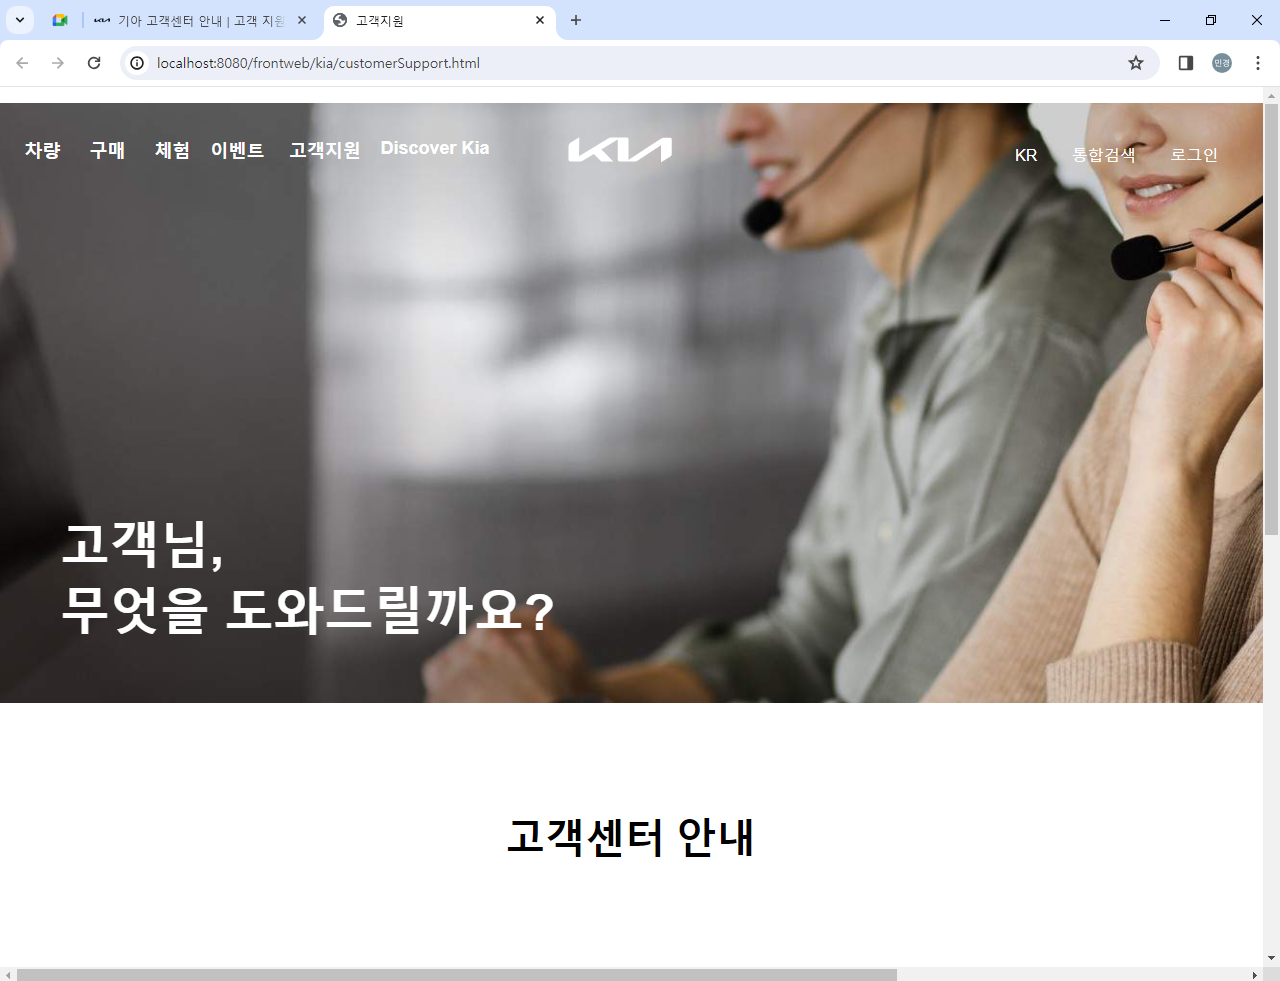 기아 고객센터 안내 | 고객 지원
고객지원
localhost:8080/frontweb/kia/customerSupport.html
민경
차량 구매 체험 이벤트 고객지원 Discover Kia KIA KR 통합검색 로그인
고객님,
무엇을 도와드릴까요?
고객센터 안내